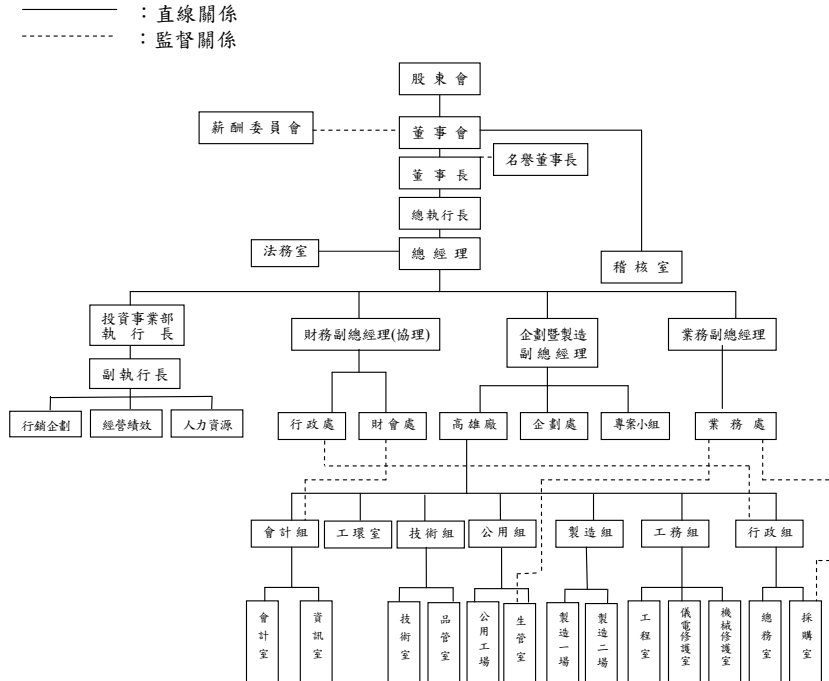 ：直線關係
：監督關係
股東會
薪酬委員會
董事會
名譽董事長
董事長
總執行長
法務室
總經理
稽核室
投資事業部
執行長
財務副總經理(協理)
企劃暨製造
副總經理
業務副總經理
副執行長
行銷企劃
經營績效
人力資源
行政處
財會處
高雄廠
企劃處
專案小組
業務處
會計組
工環室
技術組
公用組
製造組
工務組
行政組
會計室
資訊室
技術室
品管室
公用工場
生管室
製造一場
製造二場
工程室
儀電修護室
機械修護室
總務室
採購室